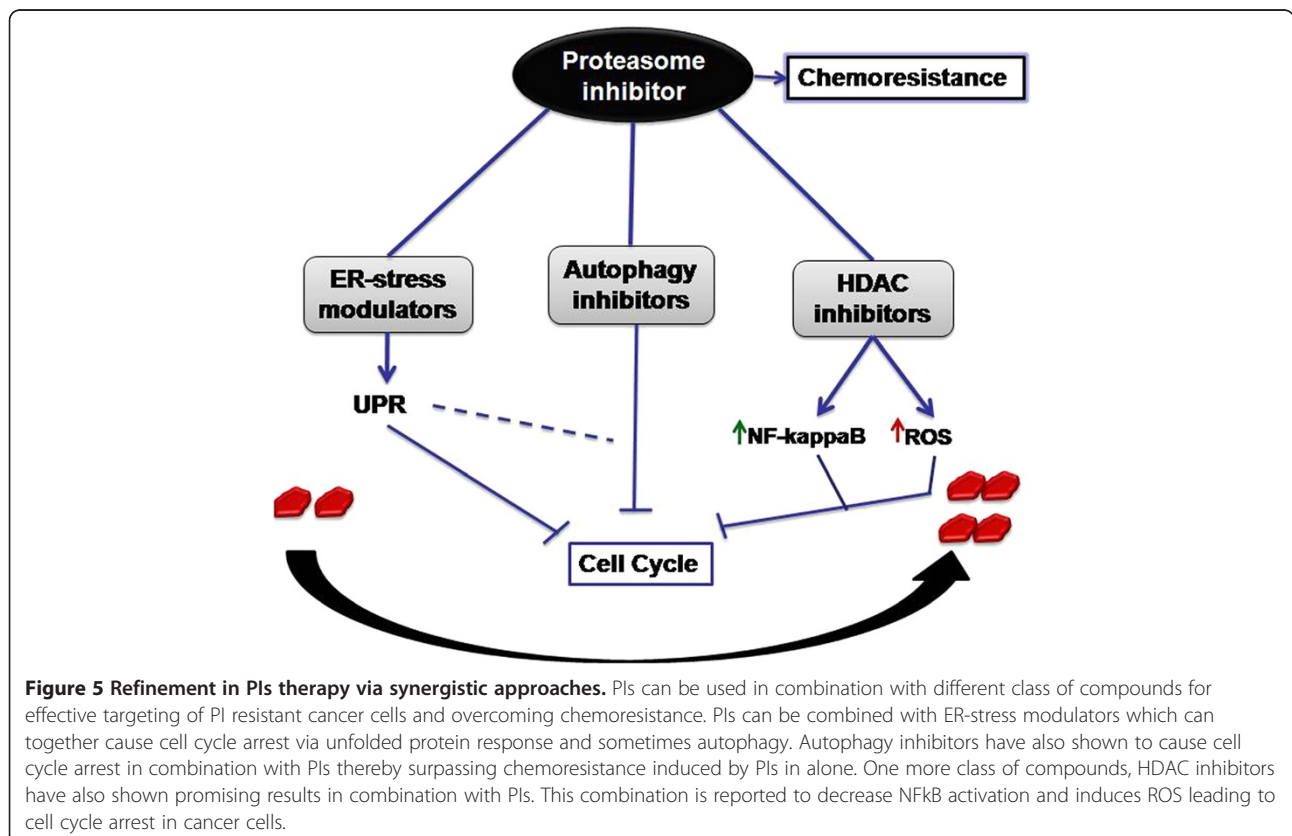 Proteasome
inhibitor
Chemoresistance
ER-stress
modulators
Autophagy
inhibitors
HDAC
inhibitors
UPR
↑NF-kappaB
↑ROS
Cell Cycle
Figure 5 Refinement in PIs therapy via synergistic approaches. PIs can be used in combination with different class of compounds for
effective targeting of PI resistant cancer cells and overcoming chemoresistance. PIs can be combined with ER-stress modulators which can
together cause cell cycle arrest via unfolded protein response and sometimes autophagy. Autophagy inhibitors have also shown to cause cell
cycle arrest in combination with PIs thereby surpassing chemoresistance induced by PIs in alone. One more class of compounds, HDAC inhibitors
have also shown promising results in combination with PIs. This combination is reported to decrease NFkB activation and induces ROS leading to
cell cycle arrest in cancer cells.